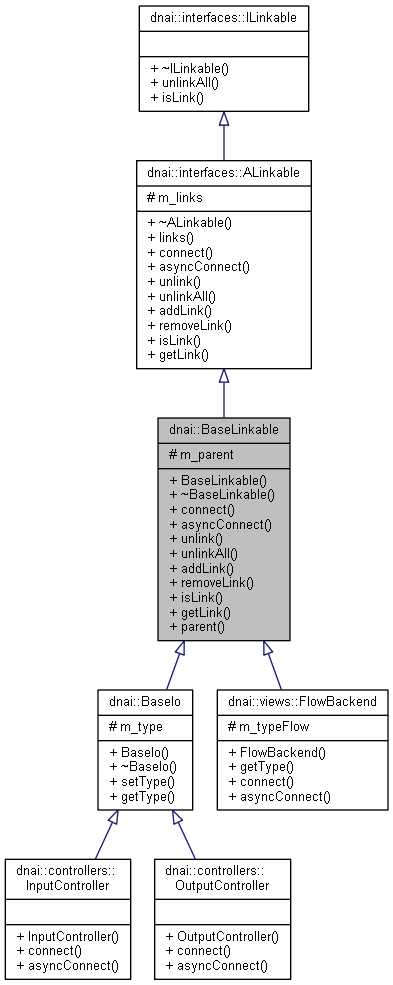 dnai::interfaces::ILinkable
+ ~ILinkable()
+ unlinkAll()
+ isLink()
dnai::interfaces::ALinkable
# m_links
+ ~ALinkable()
+ links()
+ connect()
+ asyncConnect()
+ unlink()
+ unlinkAll()
+ addLink()
+ removeLink()
+ isLink()
+ getLink()
dnai::BaseLinkable
# m_parent
+ BaseLinkable()
+ ~BaseLinkable()
+ connect()
+ asyncConnect()
+ unlink()
+ unlinkAll()
+ addLink()
+ removeLink()
+ isLink()
+ getLink()
+ parent()
dnai::BaseIo
# m_type
+ BaseIo()
+ ~BaseIo()
+ setType()
+ getType()
dnai::views::FlowBackend
# m_typeFlow
+ FlowBackend()
+ getType()
+ connect()
+ asyncConnect()
dnai::controllers::
InputController
+ InputController()
+ connect()
+ asyncConnect()
dnai::controllers::
OutputController
+ OutputController()
+ connect()
+ asyncConnect()